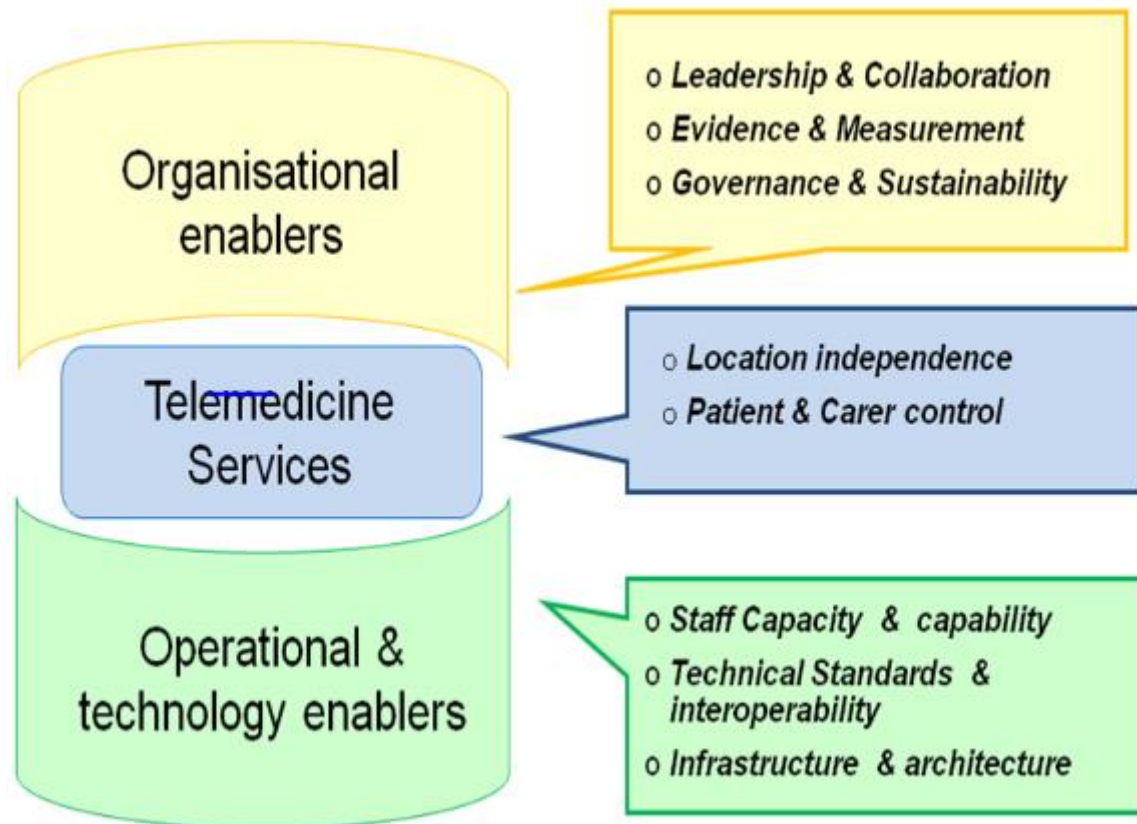 Organisational
enablers
o Leadership & Collaboration
o Evidence & Measurement
o Governance & Sustainability
Telemedicine
Services
o Location independence
o Patient & Carer control
Operational &
technology enablers
o Staff Capacity & capability
o Technical Standards &
interoperability
o Infrastructure & architecture